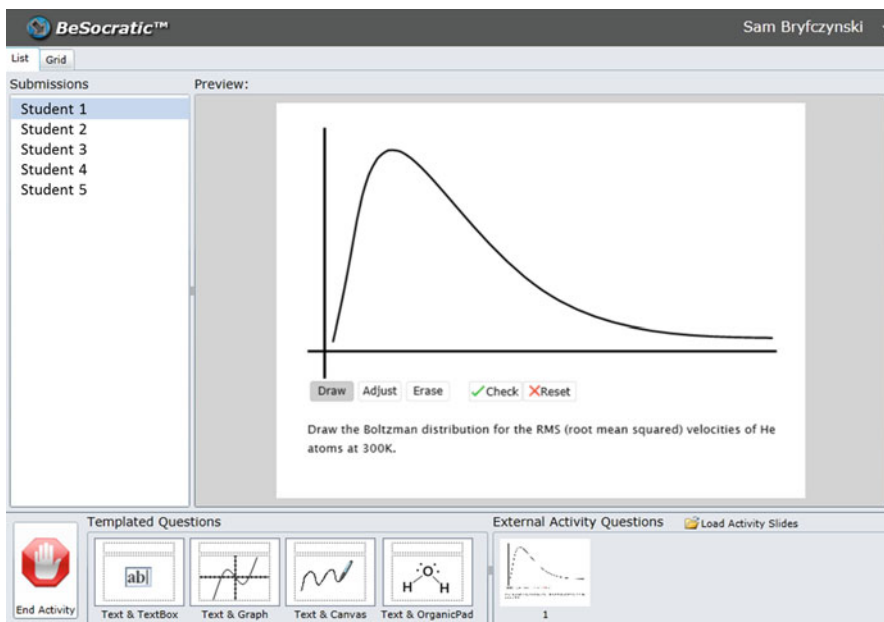 BeSocratic™
Sam Bryfczynski
List Grid
Submissions
Preview:
Student 1
Student 2
Student 3
Student 4
Student 5
Draw Adjust Erase Check Reset
Draw the Boltzman distribution for the RMS (root mean squared) velocities of He
atoms at 300K.
Templated Questions
External Activity Questions
Load Activity Slides
ab
O
H H
End Activity
Text & TextBox
Text & Graph
Text & Canvas
Text & OrganicPad
1